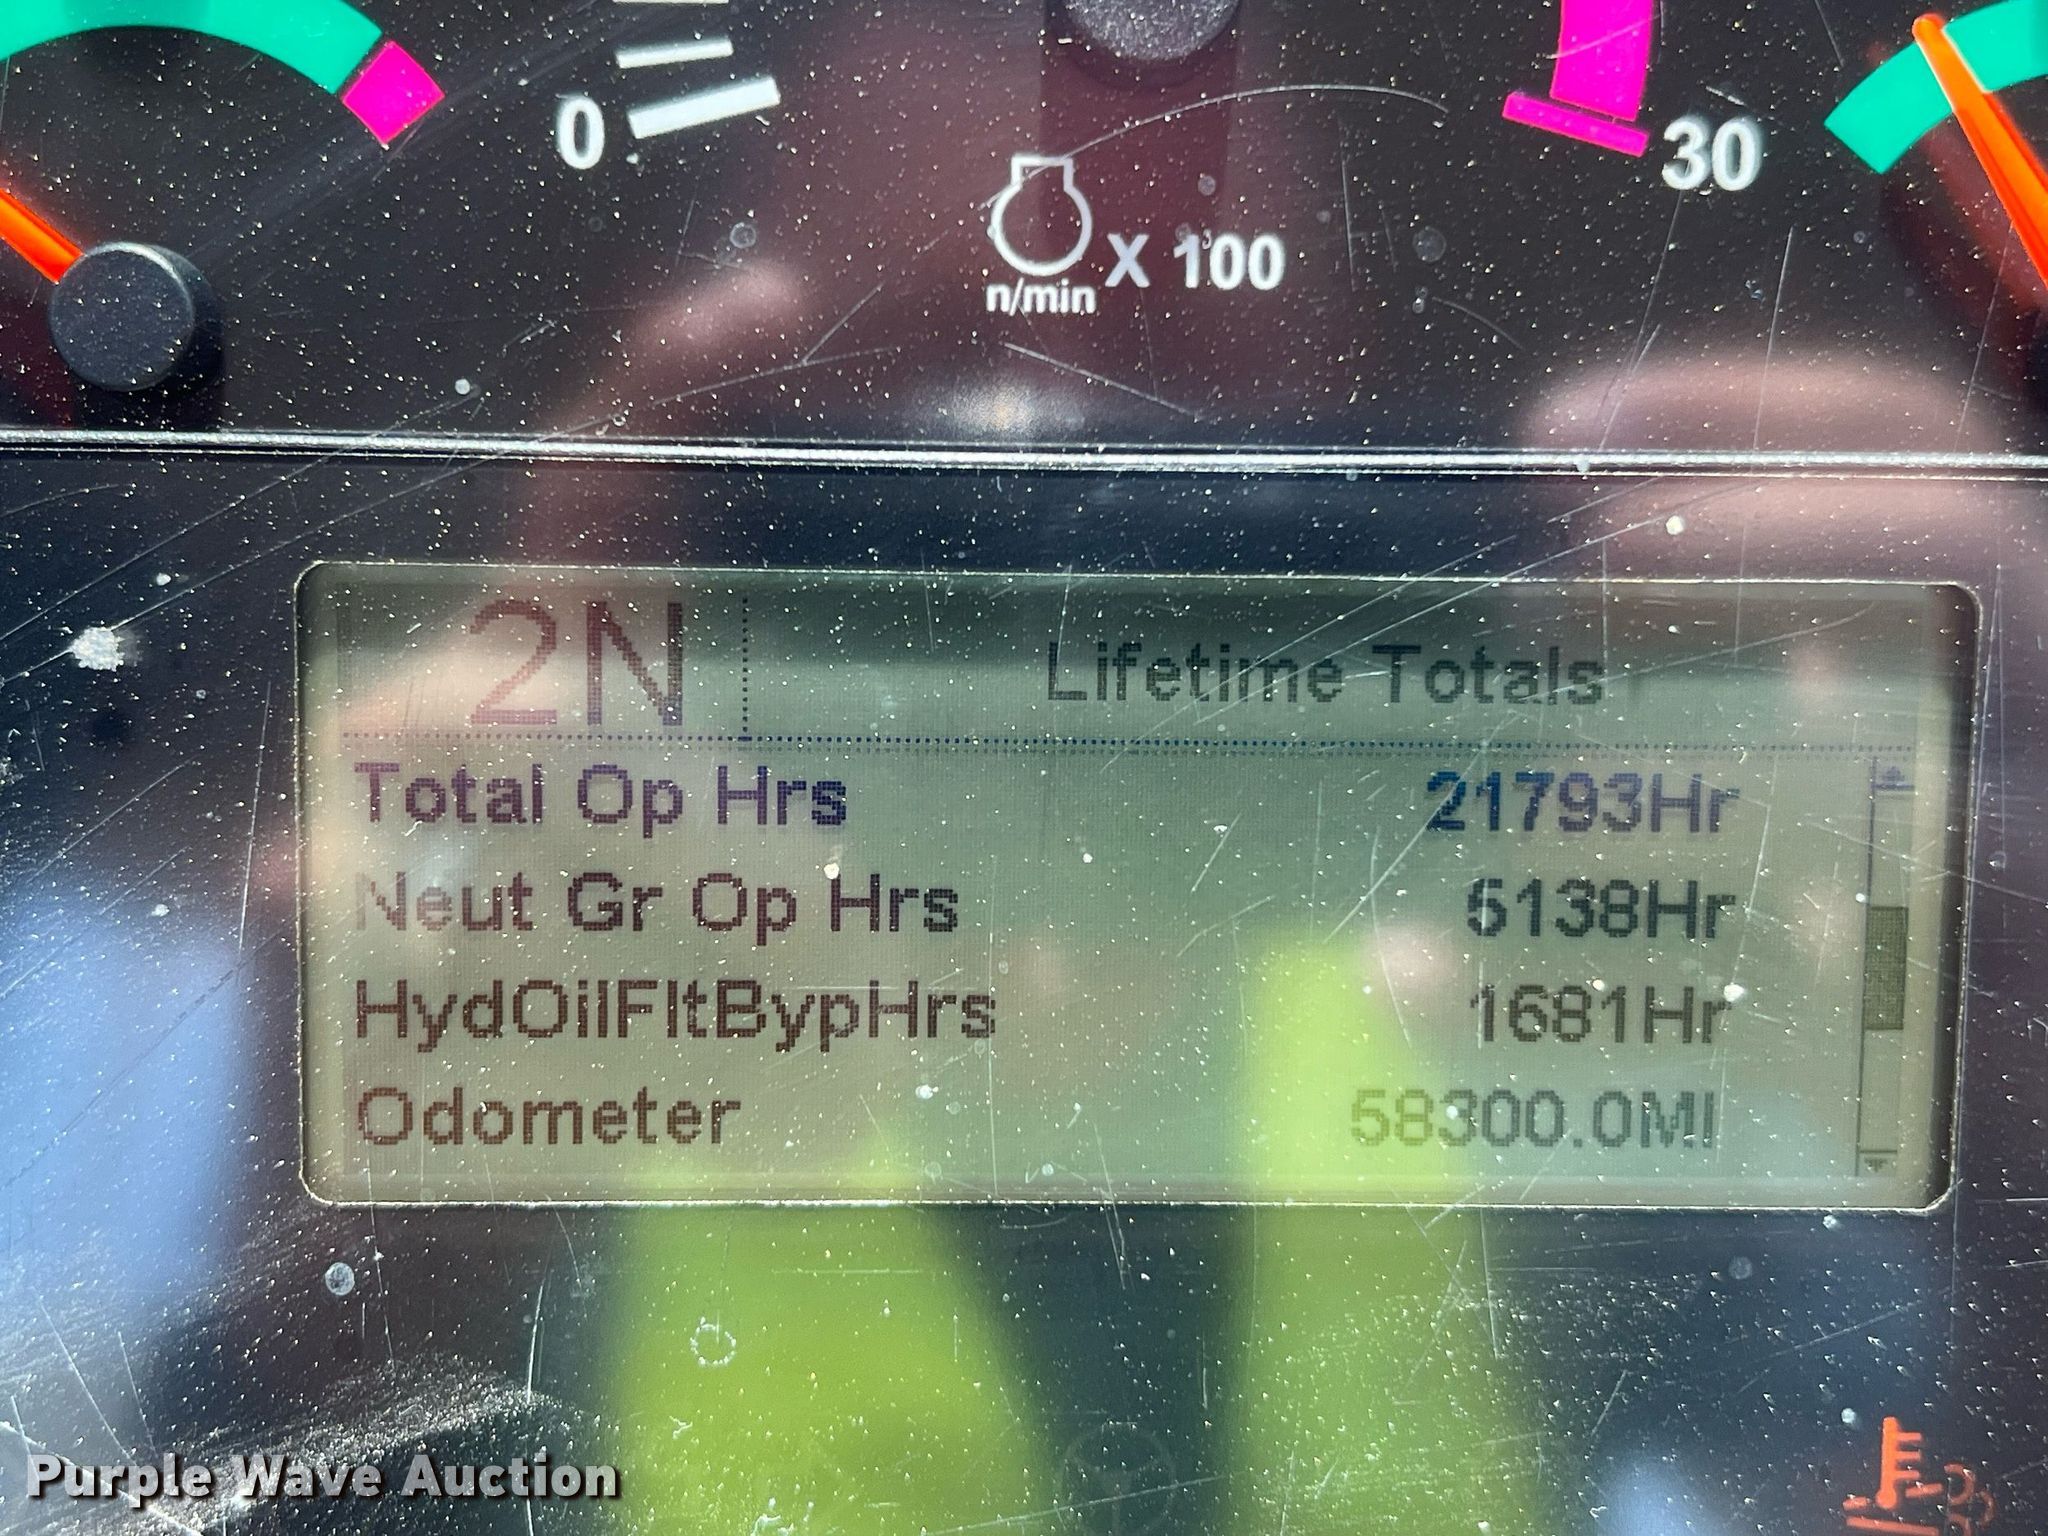 0
30
X 100
n/min
2N
Lifetime Totals
Total Op Hrs 21793Hr
Neut Gr Op Hrs 5138Hr
HydOilFltBypHrs 1681Hr
Odometer 58300.0MI
Purple Wave Auction